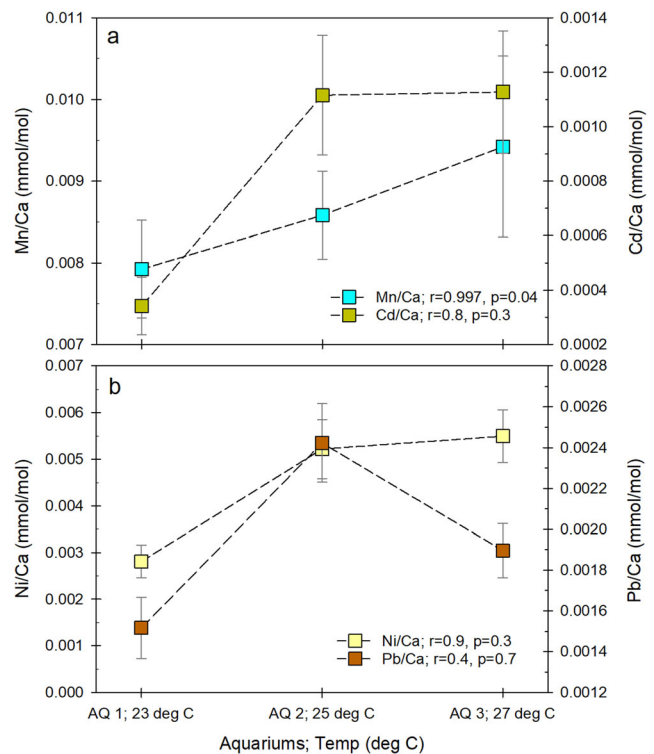 a
0.011
0.010
0.009
0.008
0.007
Mn/Ca (mmol/mol)
0.0014
0.0012
0.0010
0.0008
0.0006
0.0004
0.0002
Cd/Ca (mmol/mol)
Mn/Ca; r=0.997, p=0.04
Cd/Ca; r=0.8, p=0.3
b
0.007
0.006
0.005
0.004
0.003
0.002
0.001
0.000
Ni/Ca (mmol/mol)
0.0028
0.0026
0.0024
0.0022
0.0020
0.0018
0.0016
0.0014
0.0012
Pb/Ca (mmol/mol)
Ni/Ca; r=0.9, p=0.3
Pb/Ca; r=0.4, p=0.7
AQ 1; 23 deg C AQ 2; 25 deg C AQ 3; 27 deg C
Aquariums; Temp (deg C)